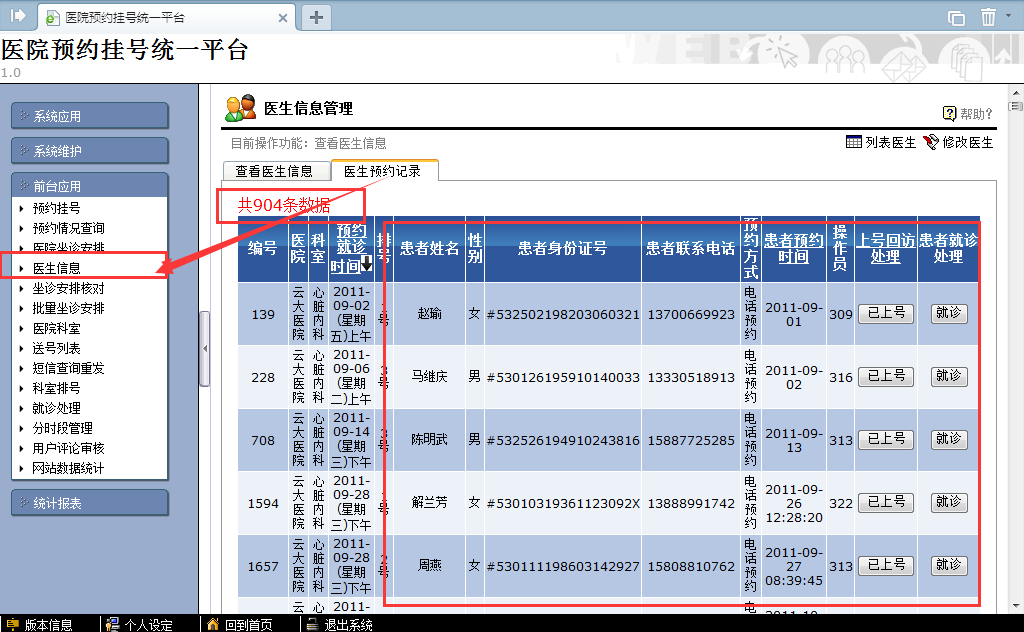 医院预约挂号统一平台
医院预约挂号统一平台
1.0
系统应用
系统维护
前台应用
预约挂号
预约情况查询
医院坐诊安排
医生信息
坐诊安排核对
批量坐诊安排
医院科室
送号列表
短信查询重发
科室排号
就诊处理
分时段管理
用户评论审核
网站数据统计
统计报表
WEB
医生信息管理
帮助?
目前操作功能：查看医生信息
列表医生 修改医生
查看医生信息 医生预约记录
共904条数据
编号 医院 科室 预约就诊时间 排号 患者姓名 性别 患者身份证号 患者联系电话 预约方式 患者预约时间 操作员 上号回访处理 患者就诊处理
139 云大医院 心脏内科 2011-09-02(星期五)上午 号 赵瑜 女 #532502198203060321 13700669923 电话预约 2011-09-01 309 已上号 就诊
228 云大医院 心脏内科 2011-09-06(星期二)上午 号 马维庆 男 #530126195910140033 13330518913 电话预约 2011-09-02 316 已上号 就诊
708 云大医院 心脏内科 2011-09-14(星期三)下午 号 陈明武 男 #532526194910243816 15887725285 电话预约 2011-09-13 313 已上号 就诊
1594 云大医院 心脏内科 2011-09-28(星期三)下午 号 解兰芳 女 #53010319361123092X 13888991742 电话预约 2011-09-26 12:28:20 322 已上号 就诊
1657 云大医院 心脏内科 2011-09-28(星期三)下午 2号 周燕 女 #530111198603142927 15808810762 电话预约 2011-09-27 08:39:45 313 已上号 就诊
云 心 2011- 电
版本信息 个人设定 回到首页 退出系统